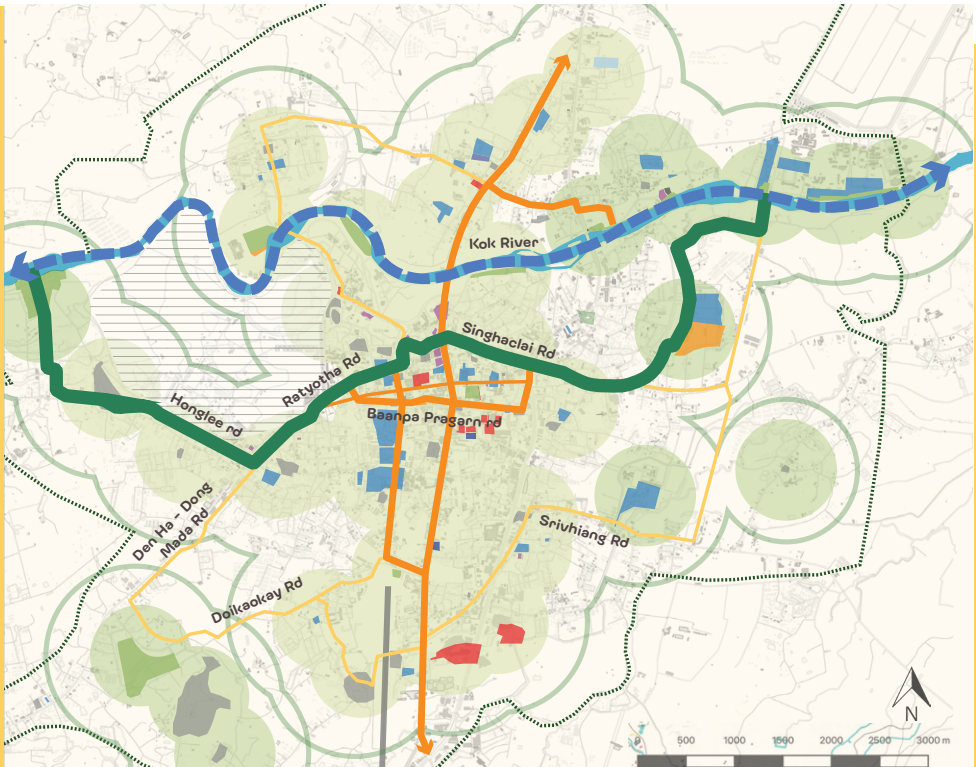 Kok River
Singhaclai Rd
Ratyotha Rd
Honglee rd
Baanpa Pragarn rd
Den Ha - Dong
Mada Rd
Srivhiang Rd
Doikaokay Rd
N
0 500 1000 1500 2000 2500 3000 m